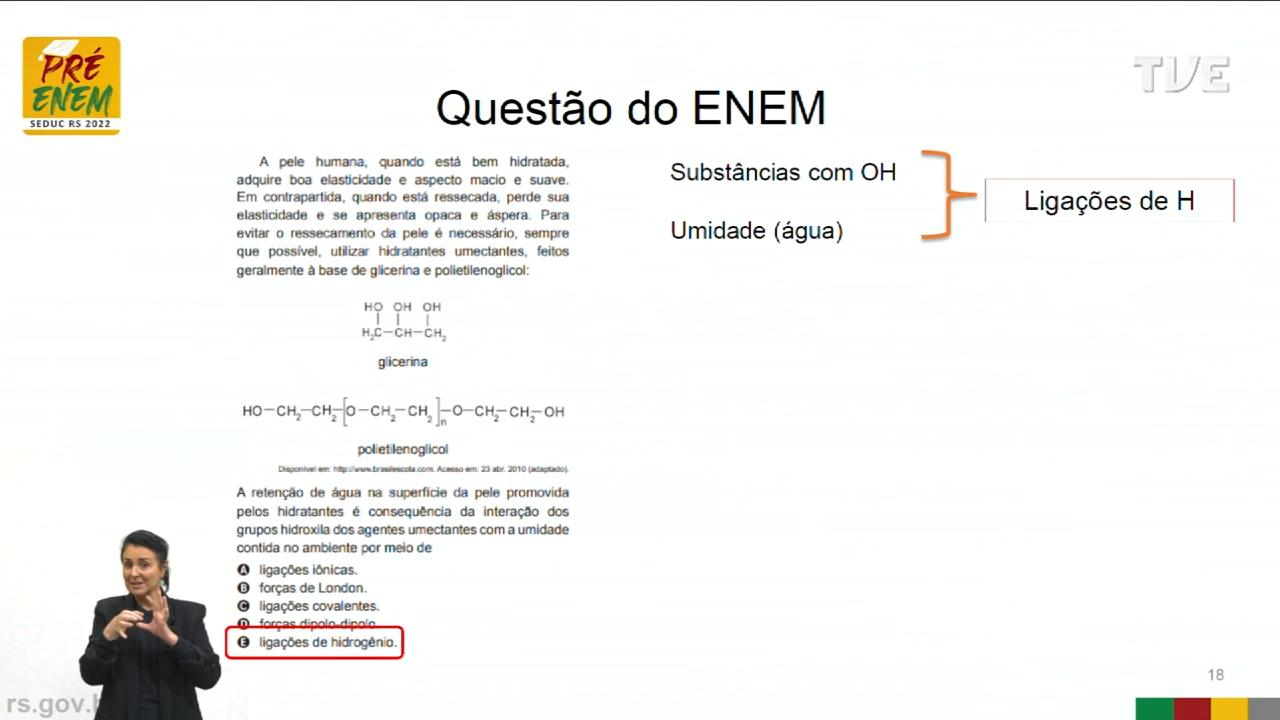 PRÉ
ENEM
SEDUC RS 2022
TVE
Questão do ENEM
A pele humana, quando está bem hidratada,
adquire boa elasticidade e aspecto macio e suave.
Em contrapartida, quando está ressecada, perde sua
elasticidade e se apresenta opaca e áspera. Para
evitar o ressecamento da pele é necessário, sempre
que possível, utilizar hidratantes umectantes, feitos
geralmente à base de glicerina e polietilenoglicol:
HO OH OH
H₂C—CH—CH₂
glicerina
HO—CH₂—CH₂—[O—CH₂—CH₂]ₙ—O—CH₂—CH₂—OH
polietilenoglicol
Disponível em: http://www.brasilescola.com. Acesso em: 23 abr. 2010 (adaptado).
A retenção de água na superfície da pele promovida
pelos hidratantes é consequência da interação dos
grupos hidroxila dos agentes umectantes com a umidade
contida no ambiente por meio de
A ligações iônicas.
B forças de London.
C ligações covalentes.
D forças dipolo-dipolo.
E ligações de hidrogênio.
Substâncias com OH
Umidade (água)
Ligações de H
18
rs.gov.b